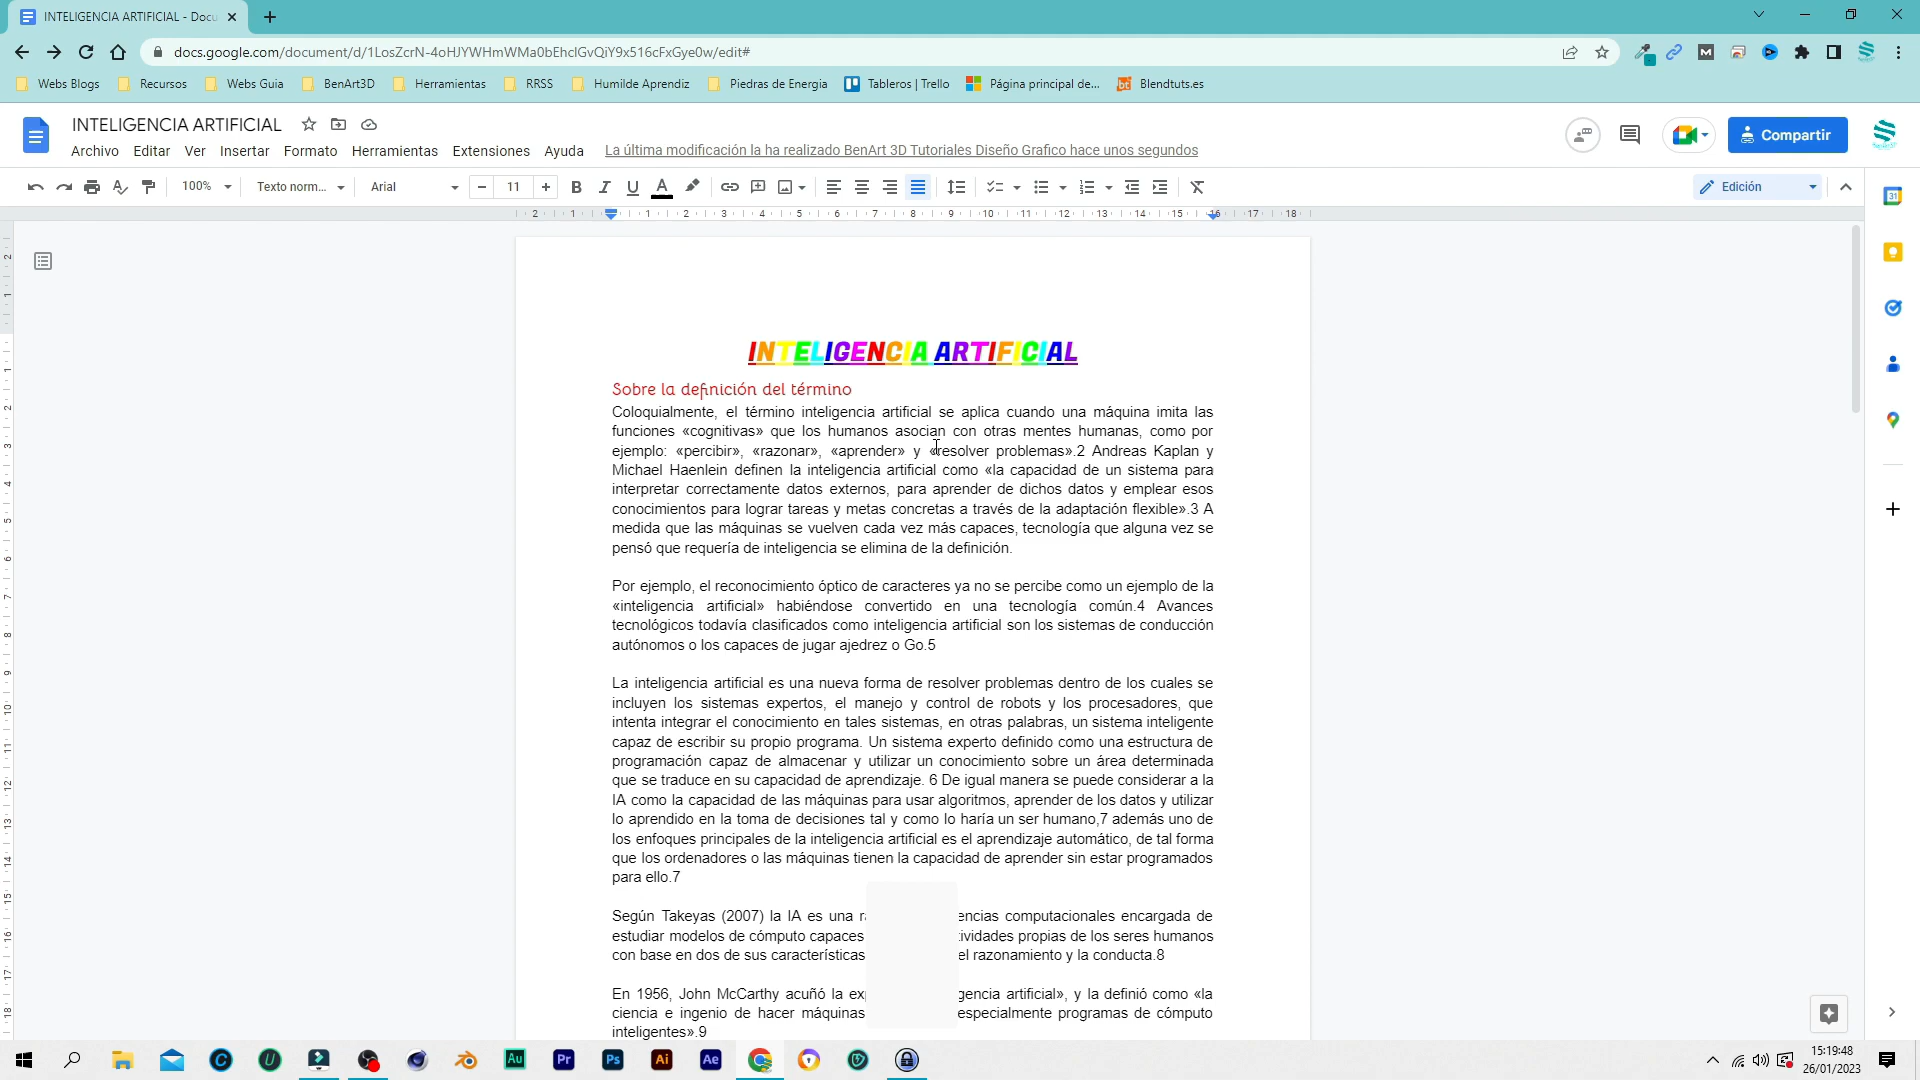 INTELIGENCIA ARTIFICIAL - Docu
docs.google.com/document/d/1LosZcrN-4oHJYWHmWMa0bEhclGvQiY9x516cFxGye0w/edit#
Webs Blogs Recursos Webs Guia BenArt3D Herramientas RRSS Humilde Aprendiz Piedras de Energia Tableros | Trello Página principal de... Blendtuts.es
INTELIGENCIA ARTIFICIAL
Archivo Editar Ver Insertar Formato Herramientas Extensiones Ayuda La última modificación la ha realizado BenArt 3D Tutoriales Diseño Grafico hace unos segundos
Compartir
100% Texto norm... Arial 11 Edición
2 1 1 2 3 4 5 6 7 8 9 10 11 12 13 14 15 16 17 18
INTELIGENCIA ARTIFICIAL
Sobre la definición del término
Coloquialmente, el término inteligencia artificial se aplica cuando una máquina imita las
funciones «cognitivas» que los humanos asocian con otras mentes humanas, como por
ejemplo: «percibir», «razonar», «aprender» y «resolver problemas».2 Andreas Kaplan y
Michael Haenlein definen la inteligencia artificial como «la capacidad de un sistema para
interpretar correctamente datos externos, para aprender de dichos datos y emplear esos
conocimientos para lograr tareas y metas concretas a través de la adaptación flexible».3 A
medida que las máquinas se vuelven cada vez más capaces, tecnología que alguna vez se
pensó que requería de inteligencia se elimina de la definición.
Por ejemplo, el reconocimiento óptico de caracteres ya no se percibe como un ejemplo de la
«inteligencia artificial» habiéndose convertido en una tecnología común.4 Avances
tecnológicos todavía clasificados como inteligencia artificial son los sistemas de conducción
autónomos o los capaces de jugar ajedrez o Go.5
La inteligencia artificial es una nueva forma de resolver problemas dentro de los cuales se
incluyen los sistemas expertos, el manejo y control de robots y los procesadores, que
intenta integrar el conocimiento en tales sistemas, en otras palabras, un sistema inteligente
capaz de escribir su propio programa. Un sistema experto definido como una estructura de
programación capaz de almacenar y utilizar un conocimiento sobre un área determinada
que se traduce en su capacidad de aprendizaje. 6 De igual manera se puede considerar a la
IA como la capacidad de las máquinas para usar algoritmos, aprender de los datos y utilizar
lo aprendido en la toma de decisiones tal y como lo haría un ser humano,7 además uno de
los enfoques principales de la inteligencia artificial es el aprendizaje automático, de tal forma
que los ordenadores o las máquinas tienen la capacidad de aprender sin estar programados
para ello.7
Según Takeyas (2007) la IA es una encias computacionales encargada de
estudiar modelos de cómputo capaces tividades propias de los seres humanos
con base en dos de sus características el razonamiento y la conducta.8
En 1956, John McCarthy acuñó la ex gencia artificial», y la definió como «la
ciencia e ingenio de hacer máquinas especialmente programas de cómputo
inteligentes».9
15:19:48
26/01/2023